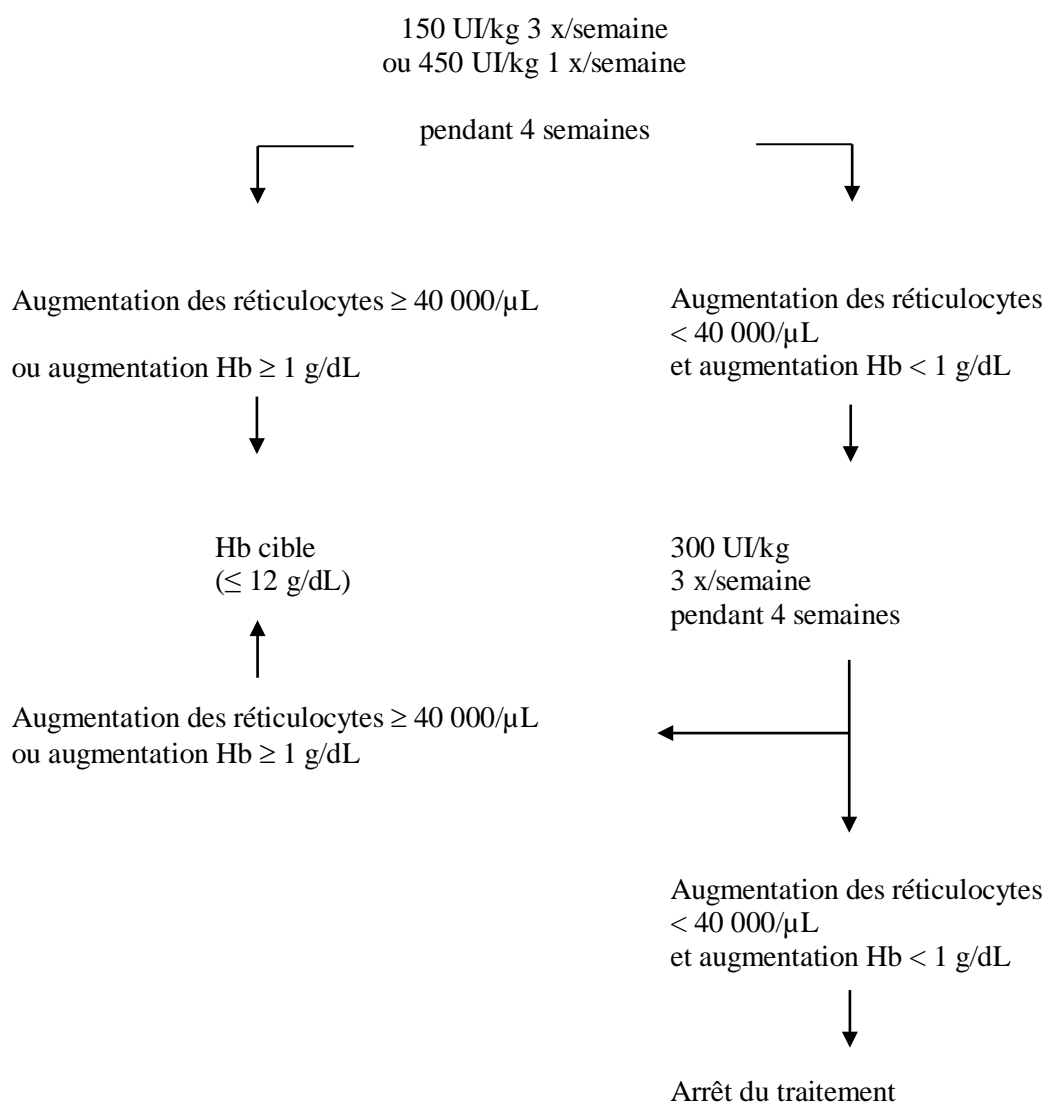 150 UI/kg 3 x/semaine
ou 450 UI/kg 1 x/semaine
pendant 4 semaines
Augmentation des réticulocytes ≥ 40 000/µL
ou augmentation Hb ≥ 1 g/dL
Augmentation des réticulocytes
< 40 000/µL
et augmentation Hb < 1 g/dL
Hb cible
(≤ 12 g/dL)
300 UI/kg
3 x/semaine
pendant 4 semaines
Augmentation des réticulocytes ≥ 40 000/µL
ou augmentation Hb ≥ 1 g/dL
Augmentation des réticulocytes
< 40 000/µL
et augmentation Hb < 1 g/dL
Arrêt du traitement